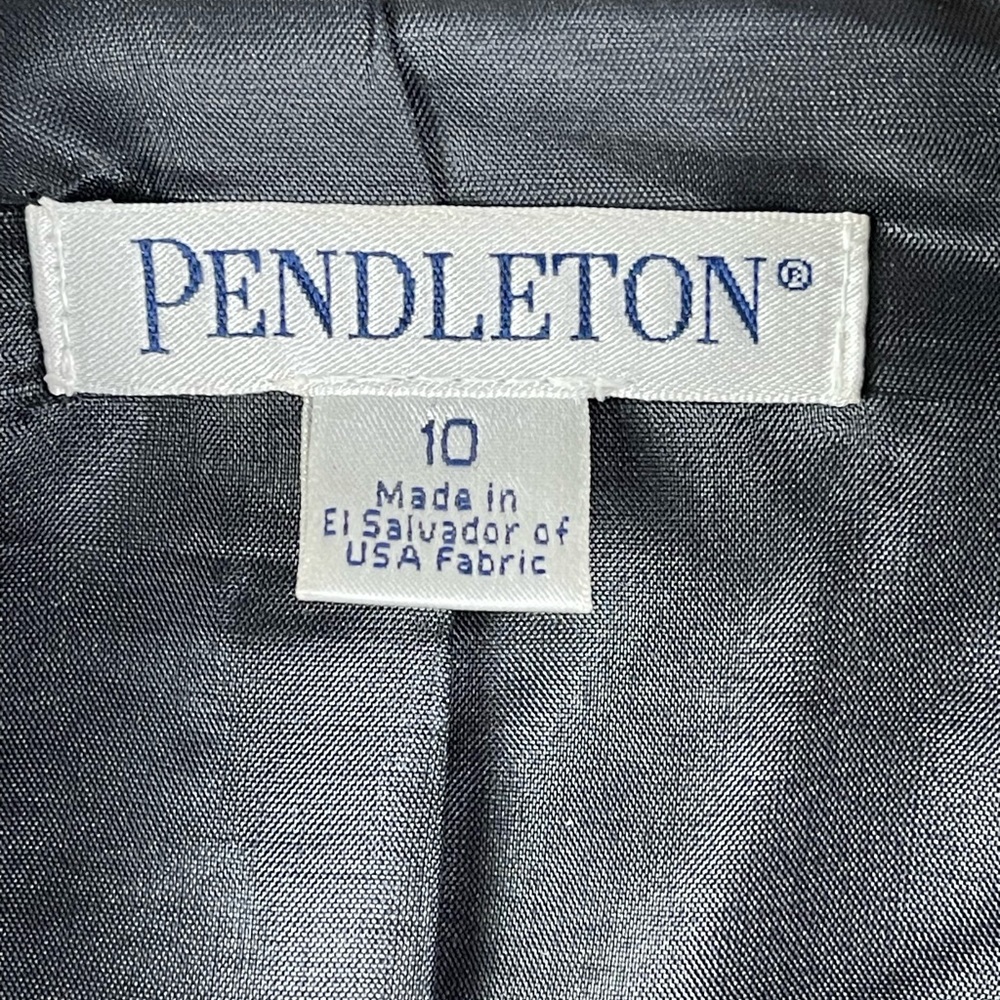 PENDLETON®
10
Made in
El Salvador of
USA Fabric